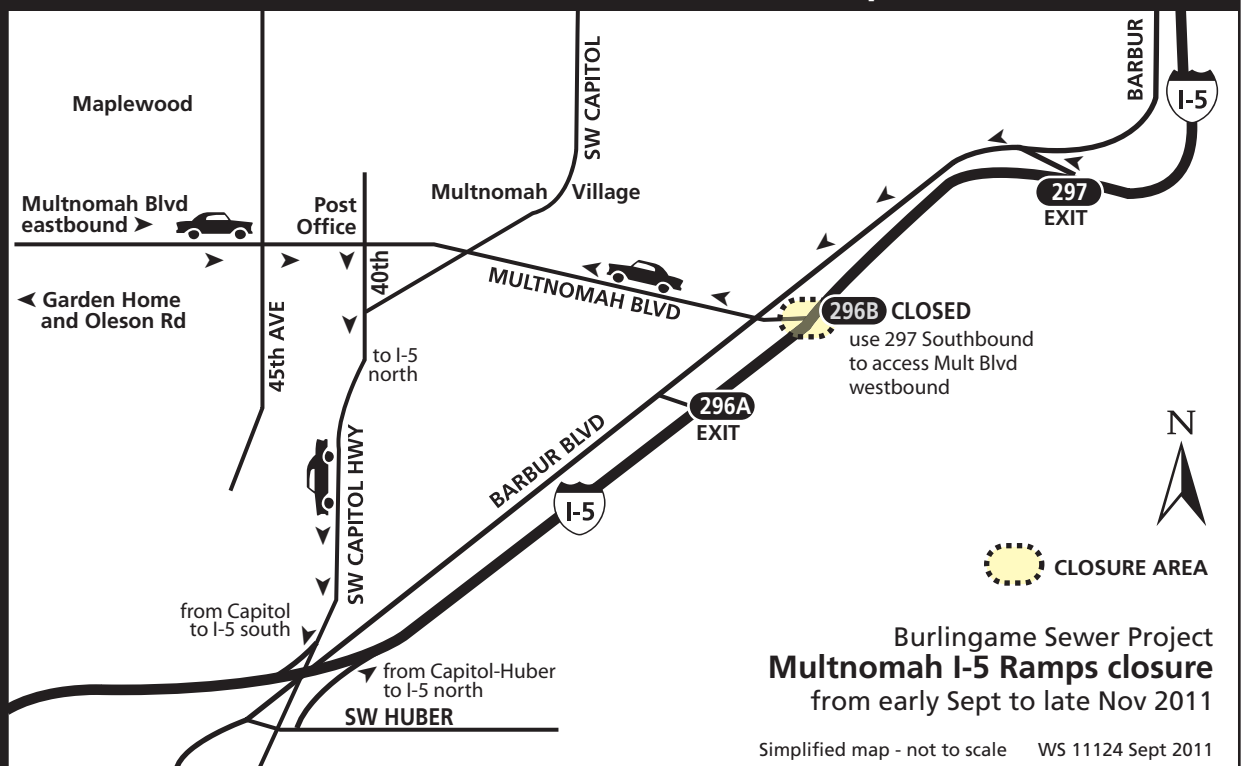 BARBUR
I-5
SW CAPITOL
Maplewood
Multnomah Village
297
EXIT
Multnomah Blvd
eastbound
Post
Office
40th
Garden Home
and Oleson Rd
MULTNOMAH BLVD
296B CLOSED
use 297 Southbound
to access Mult Blvd
westbound
45th AVE
to I-5
north
296A
EXIT
BARBUR BLVD
I-5
SW CAPITOL HWY
N
CLOSURE AREA
from Capitol
to I-5 south
from Capitol-Huber
to I-5 north
SW HUBER
Burlingame Sewer Project
Multnomah I-5 Ramps closure
from early Sept to late Nov 2011
Simplified map - not to scale WS 11124 Sept 2011